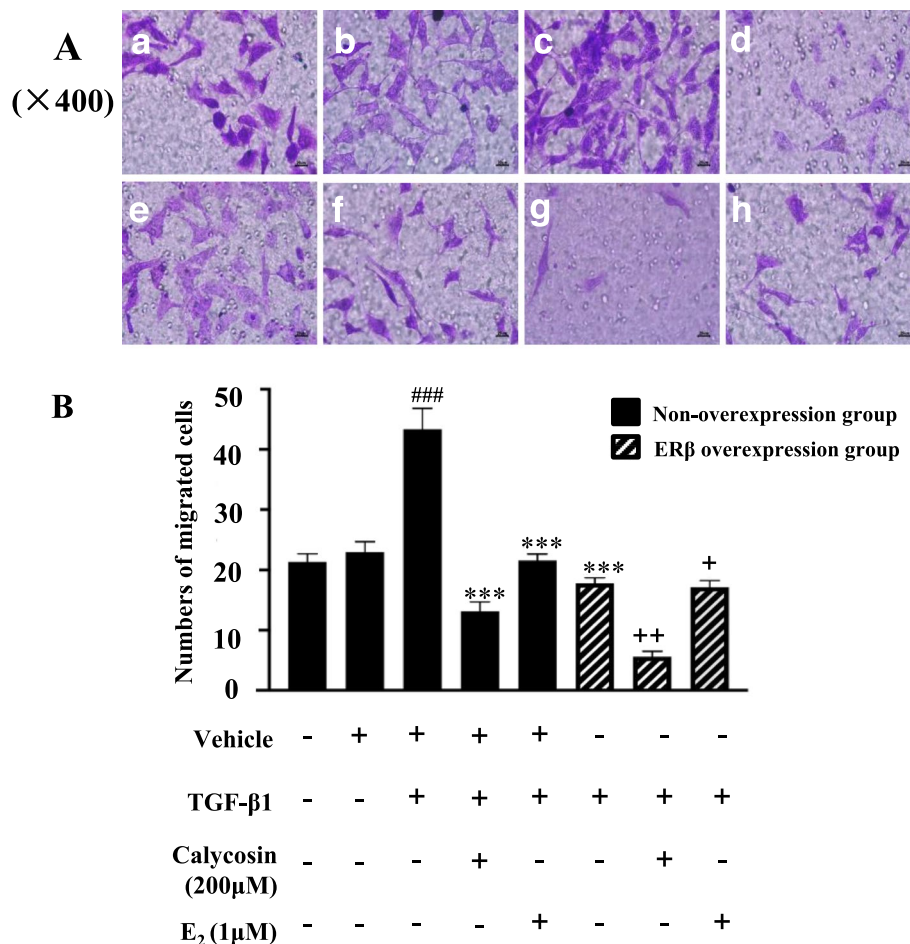 A
(×400)
a b c d
e f g h
B
50
40
30
20
10
0
Numbers of migrated cells
###
***
***
***
++
+
Non-overexpression group
ERβ overexpression group
Vehicle - + + + + - - -
TGF-β1 - - + + + + + +
Calycosin
(200μM) - - - + - - + -
E₂ (1μM) - - - - + - - +